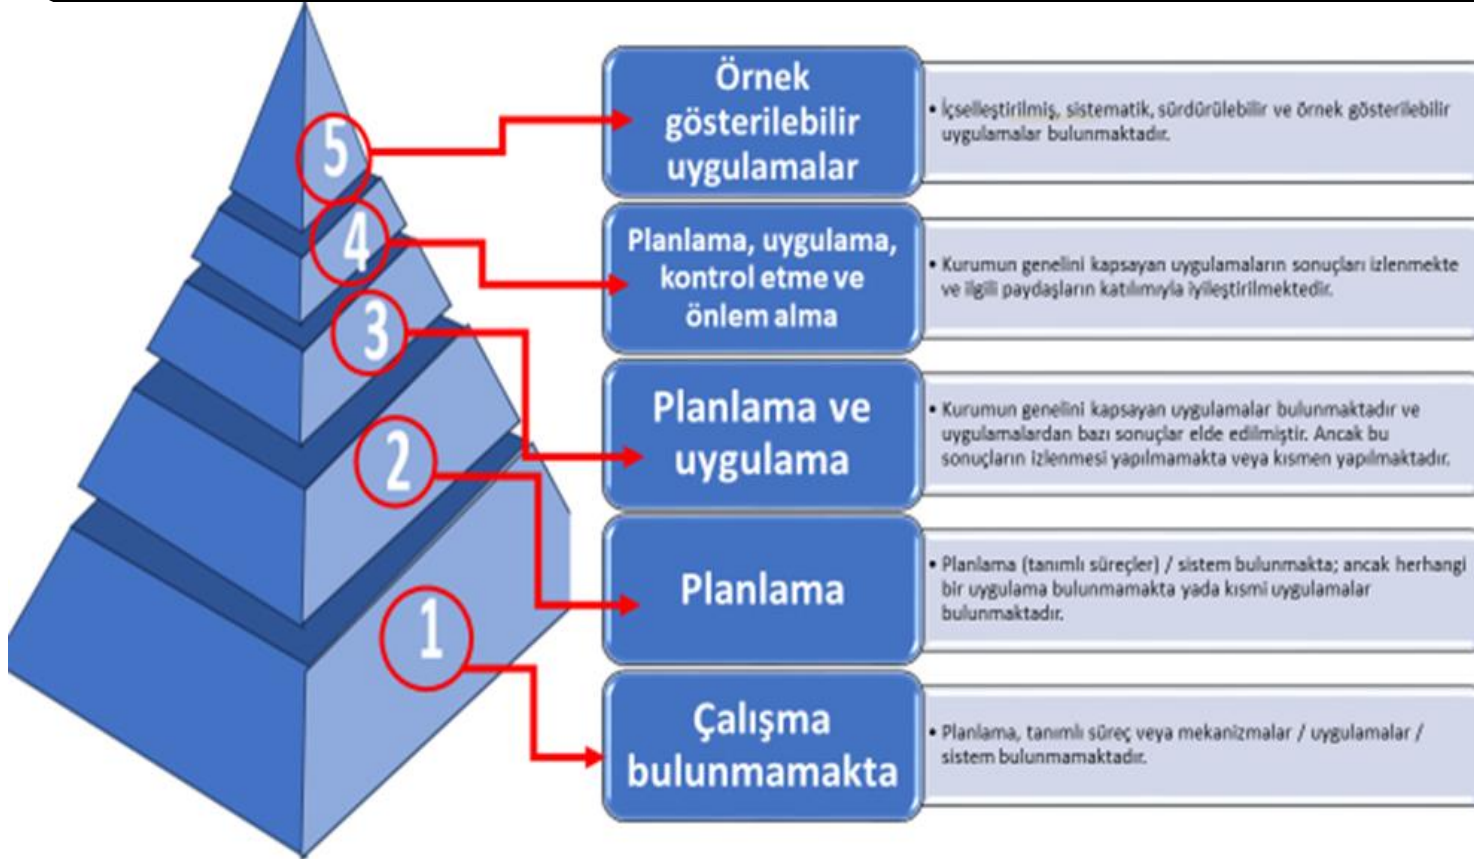 5
Örnek
gösterilebilir
uygulamalar
• İçselleştirilmiş, sistematik, sürdürülebilir ve örnek gösterilebilir
uygulamalar bulunmaktadır.
4
Planlama, uygulama,
kontrol etme ve
önlem alma
• Kurumun genelini kapsayan uygulamaların sonuçları izlenmekte
ve ilgili paydaşların katılımıyla iyileştirilmektedir.
3
Planlama ve
uygulama
• Kurumun genelini kapsayan uygulamalar bulunmaktadır ve
uygulamalardan bazı sonuçlar elde edilmiştir. Ancak bu
sonuçların izlenmesi yapılmamakta veya kısmen yapılmaktadır.
2
Planlama
• Planlama (tanımlı süreçler) / sistem bulunmakta; ancak herhangi
bir uygulama bulunmamakta yada kısmi uygulamalar
bulunmaktadır.
1
Çalışma
bulunmamakta
• Planlama, tanımlı süreç veya mekanizmalar / uygulamalar /
sistem bulunmamaktadır.